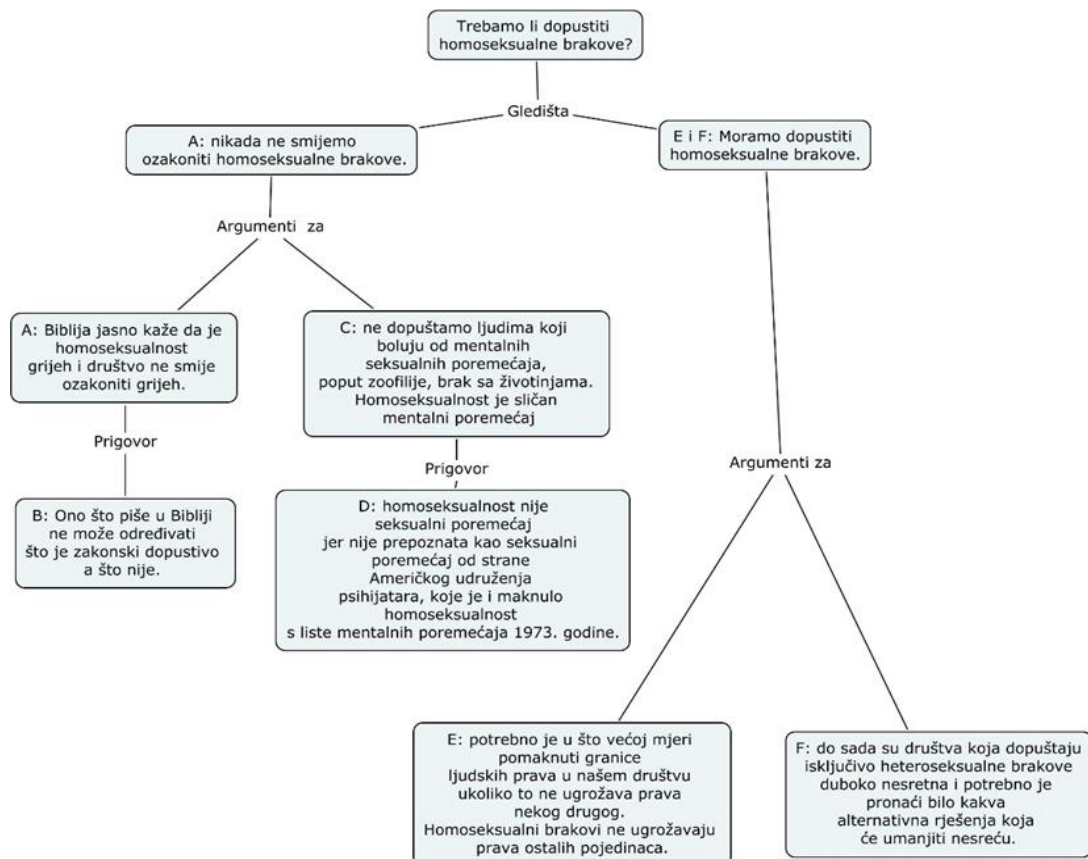 Trebamo li dopustiti
homoseksualne brakove?
Gledišta
A: nikada ne smijemo
ozakoniti homoseksualne brakove.
E i F: Moramo dopustiti
homoseksualne brakove.
Argumenti za
A: Biblija jasno kaže da je
homoseksualnost
grijeh i društvo ne smije
ozakoniti grijeh.
C: ne dopuštamo ljudima koji
boluju od mentalnih
seksualnih poremećaja,
poput zoofilije, brak sa životinjama.
Homoseksualnost je sličan
mentalni poremećaj
Prigovor
Prigovor
B: Ono što piše u Bibliji
ne može određivati
što je zakonski dopustivo
a što nije.
D: homoseksualnost nije
seksualni poremećaj
jer nije prepoznata kao seksualni
poremećaj od strane
Američkog udruženja
psihijatara, koje je i maknulo
homoseksualnost
s liste mentalnih poremećaja 1973. godine.
Argumenti za
E: potrebno je u što većoj mjeri
pomaknuti granice
ljudskih prava u našem društvu
ukoliko to ne ugrožava prava
nekog drugog.
Homoseksualni brakovi ne ugrožavaju
prava ostalih pojedinaca.
F: do sada su društva koja dopuštaju
isključivo heteroseksualne brakove
duboko nesretna i potrebno je
pronaći bilo kakva
alternativna rješenja koja
će umanjiti nesreću.